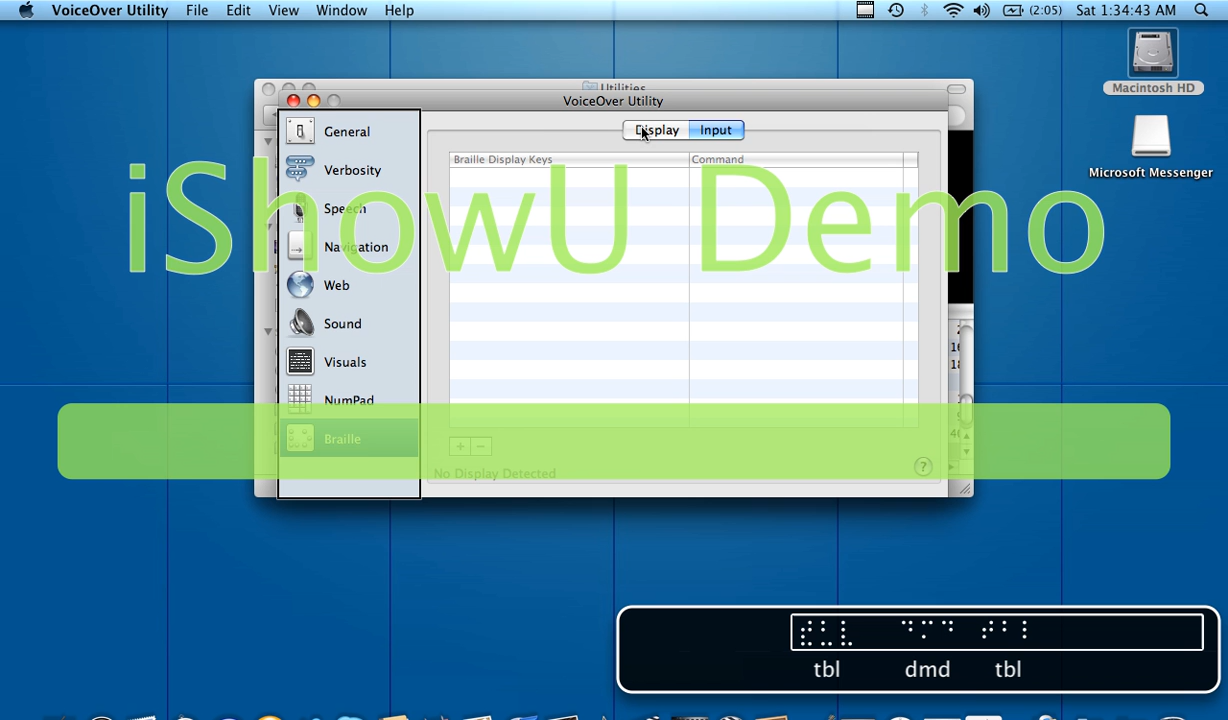 VoiceOver Utility File Edit View Window Help (2:05) Sat 1:34:43 AM
Macintosh HD
Utilities
VoiceOver Utility
General
Display Input
Braille Display Keys Command
Verbosity
Microsoft Messenger
iShowU Demo
Speech
Navigation
Web
Sound
Visuals
NumPad
Braille
+ −
No Display Detected
?
tbl dmd tbl